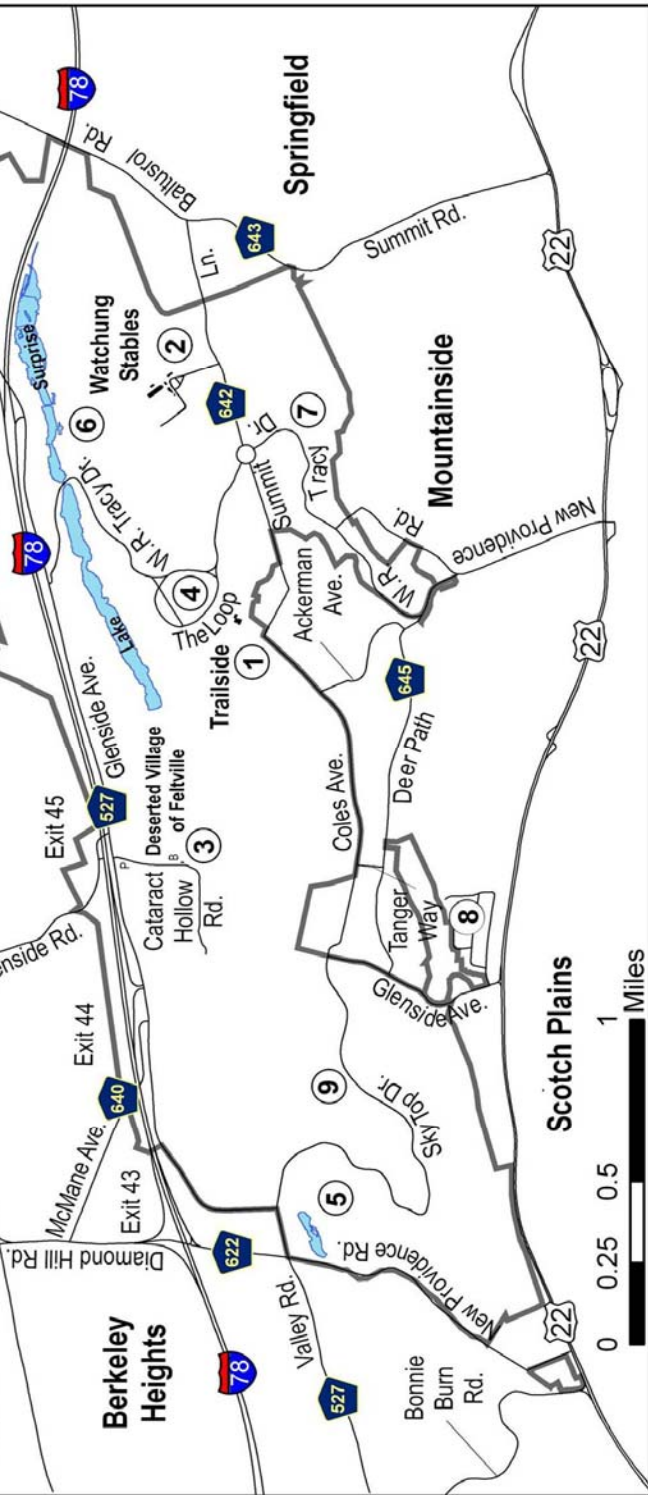 Berkeley
Heights
78
Diamond Hill Rd.
McMane Ave.
Exit 43
640
Exit 44
enside Rd.
Exit 45
527
Glenside Ave.
78
78
622
Valley Rd.
527
Bonnie
Burn
Rd.
New Providence Rd.
5
9
Sky Top Dr.
Cataract
Hollow
Rd.
P
B
Deserted Village
of Feltville
3
Lake
Surprise
6
W.R. Tracy Dr.
Watchung
Stables
2
4
The Loop
Trailside
1
642
Ln.
Baltusrol
Rd.
643
Springfield
Summit
Dr.
7
Tracy
W.R.
Ackerman
Ave.
Coles Ave.
645
Deer Path
Tanger
Way
8
Glenside Ave.
Mountainside
Rd.
New Providence
Summit Rd.
22
22
22
Scotch Plains
0 0.25 0.5 1
Miles